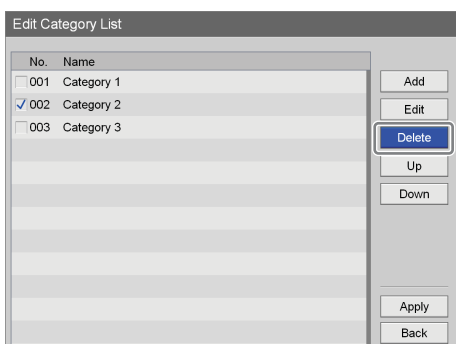 Edit Category List
No. Name
001 Category 1
002 Category 2
003 Category 3
Add
Edit
Delete
Up
Down
Apply
Back